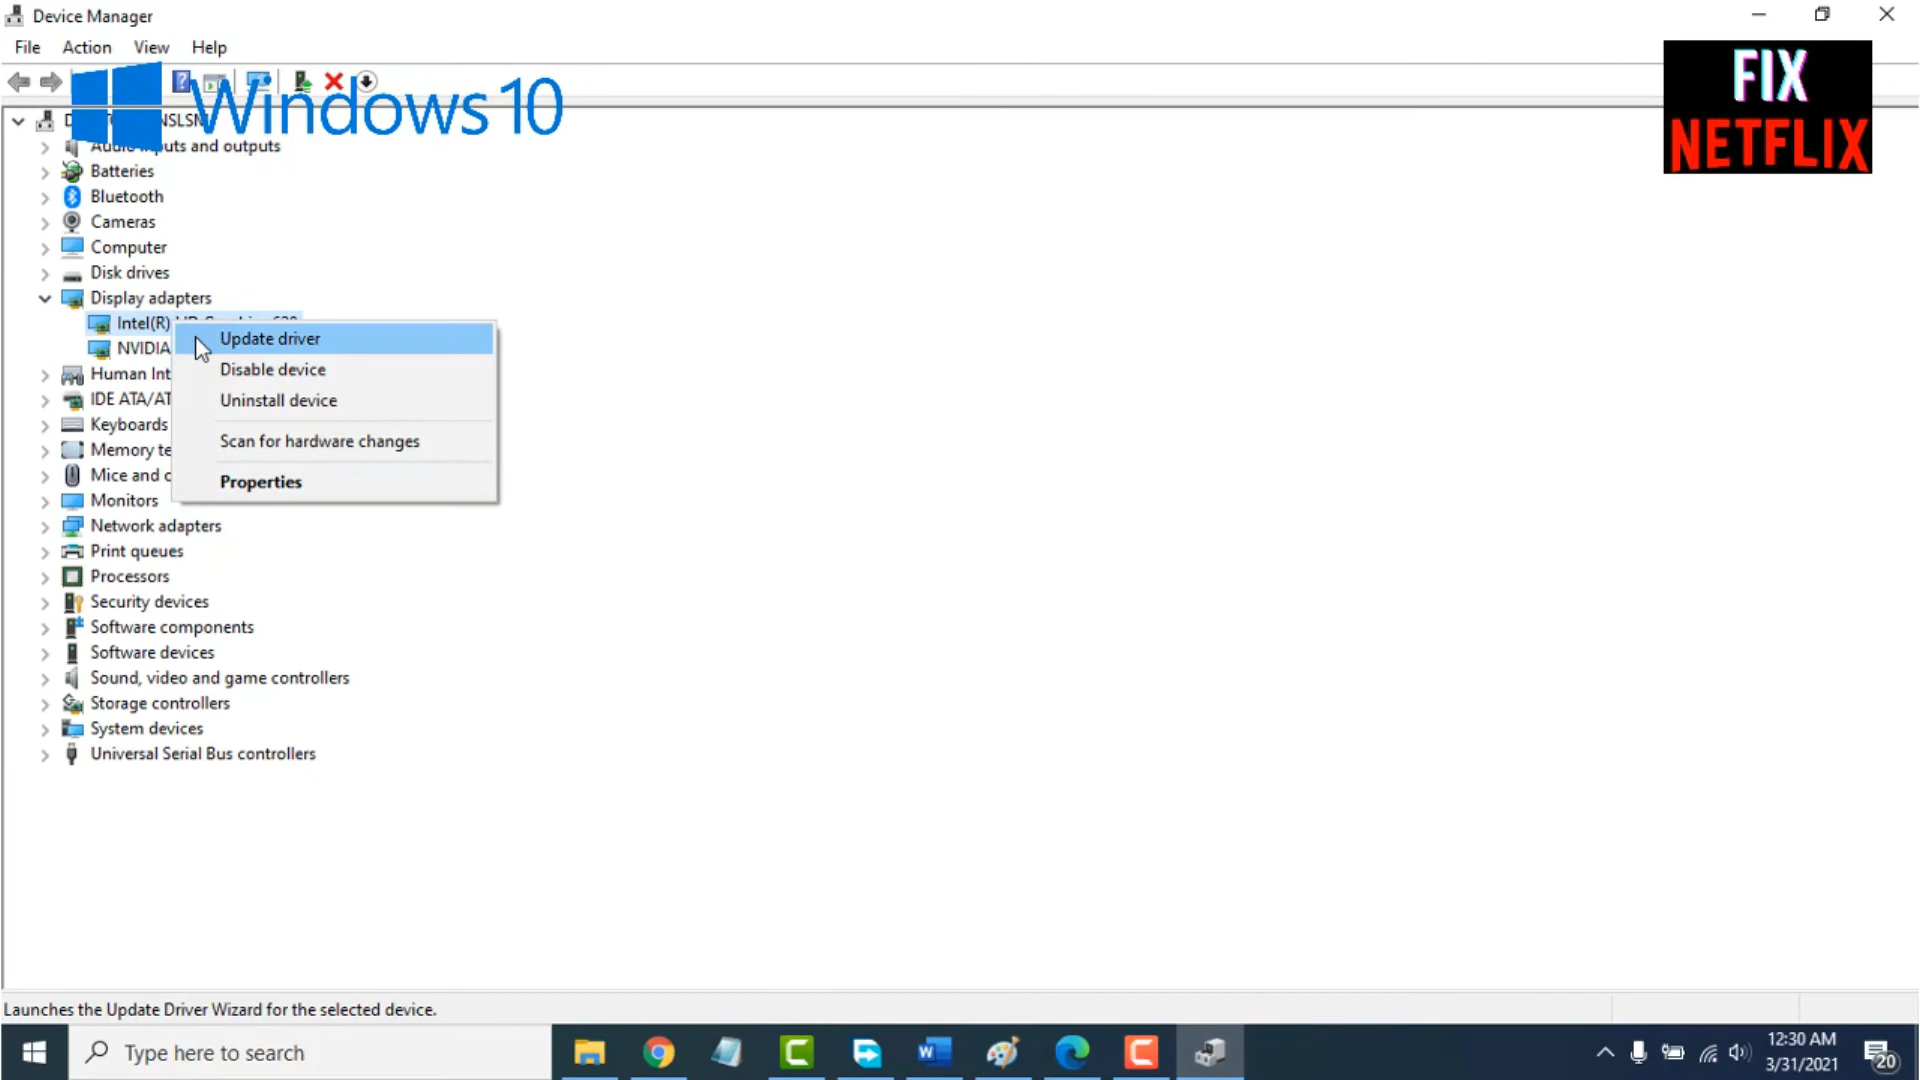 Device Manager
File Action View Help
Windows 10
FIX
NETFLIX
Audio inputs and outputs
Batteries
Bluetooth
Cameras
Computer
Disk drives
Display adapters
Intel(R)
NVIDIA
Human Int
IDE ATA/AT
Keyboards
Memory te
Mice and
Monitors
Network adapters
Print queues
Processors
Security devices
Software components
Software devices
Sound, video and game controllers
Storage controllers
System devices
Universal Serial Bus controllers
Update driver
Disable device
Uninstall device
Scan for hardware changes
Properties
Launches the Update Driver Wizard for the selected device.
Type here to search
12:30 AM
3/31/2021
20